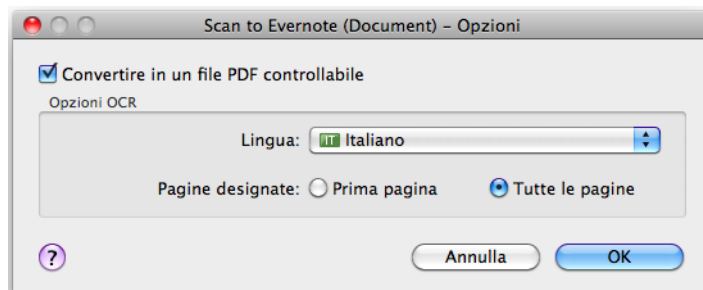 Scan to Evernote (Document) – Opzioni
Convertire in un file PDF controllabile
Opzioni OCR
Lingua: IT Italiano
Pagine designate: Prima pagina Tutte le pagine
? Annulla OK